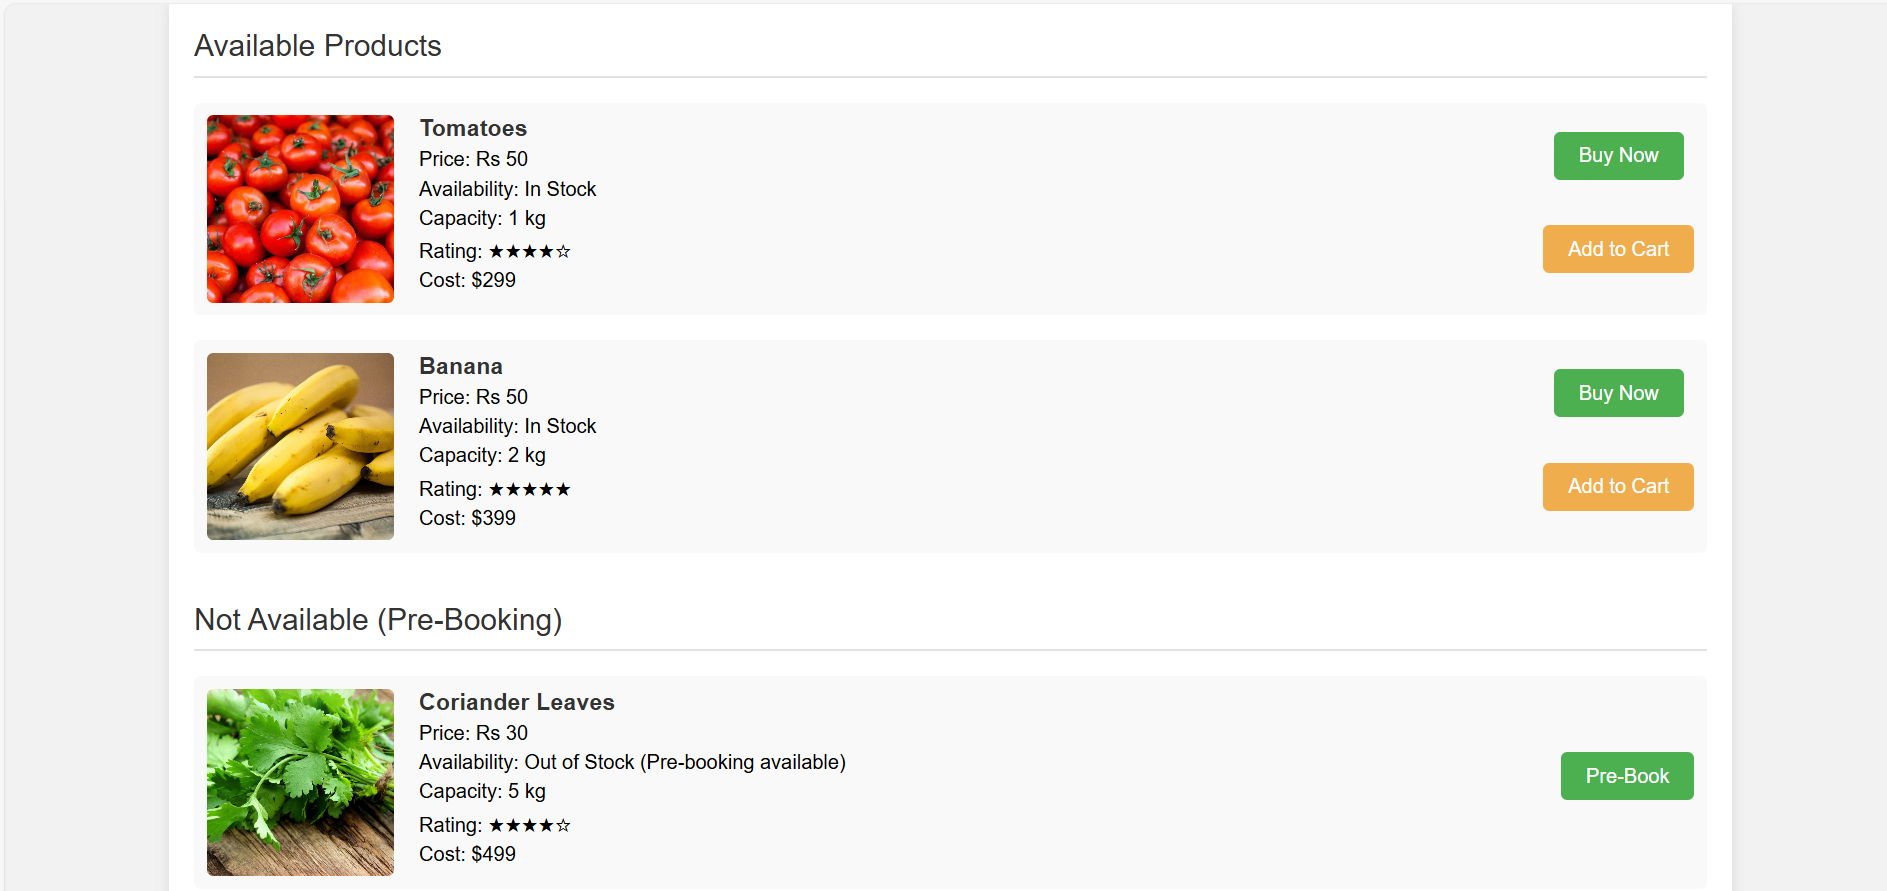 Available Products
Tomatoes
Price: Rs 50
Availability: In Stock
Capacity: 1 kg
Rating: ★★★★☆
Cost: $299
Buy Now
Add to Cart
Banana
Price: Rs 50
Availability: In Stock
Capacity: 2 kg
Rating: ★★★★★
Cost: $399
Buy Now
Add to Cart
Not Available (Pre-Booking)
Coriander Leaves
Price: Rs 30
Availability: Out of Stock (Pre-booking available)
Capacity: 5 kg
Rating: ★★★★☆
Cost: $499
Pre-Book